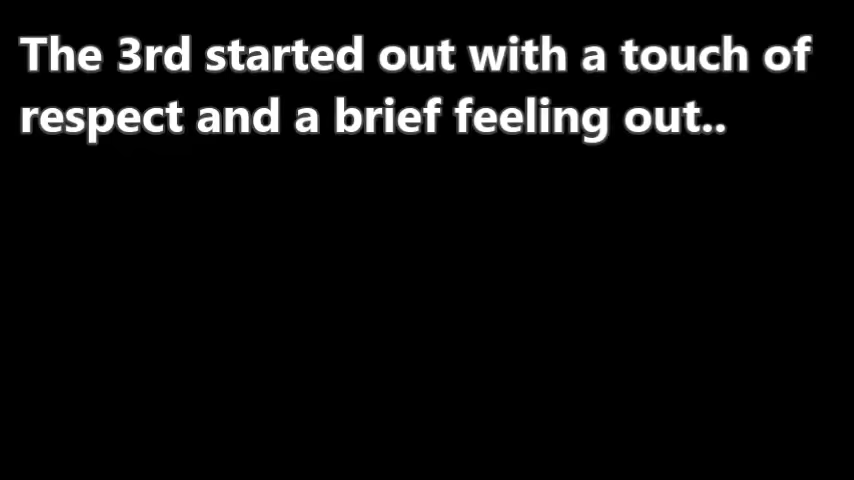 The 3rd started out with a touch of
respect and a brief feeling out..